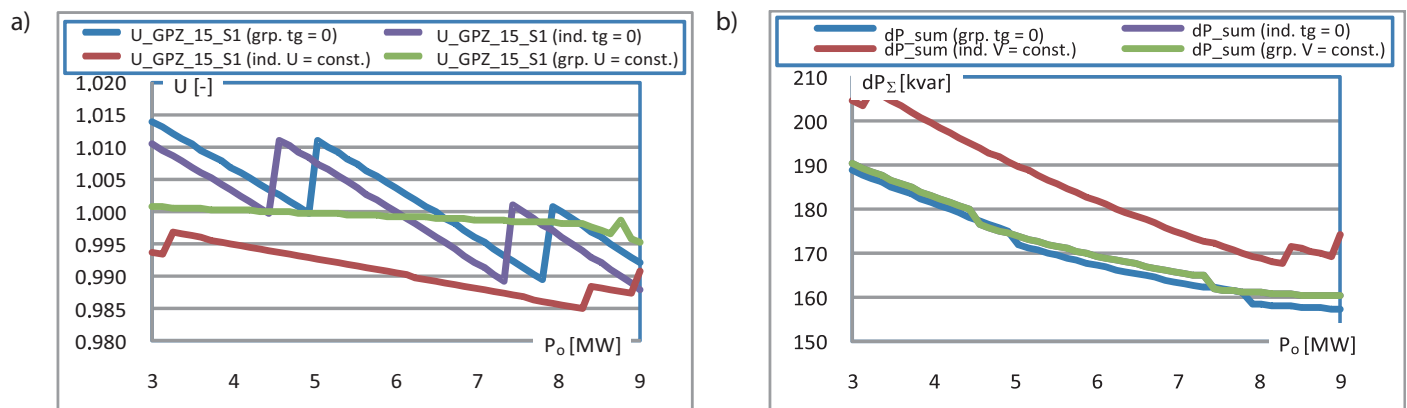 a)
U_GPZ_15_S1 (grp. tg = 0) U_GPZ_15_S1 (ind. tg = 0)
U_GPZ_15_S1 (ind. U = const.) U_GPZ_15_S1 (grp. U = const.)
U [-]
1.020
1.015
1.010
1.005
1.000
0.995
0.990
0.985
0.980
P₀ [MW]
3 4 5 6 7 8 9
b)
dP_sum (grp. tg = 0) dP_sum (ind. tg = 0)
dP_sum (ind. V = const.) dP_sum (grp. V = const.)
dP_Σ [kvar]
210
200
190
180
170
160
150
P₀ [MW]
3 4 5 6 7 8 9